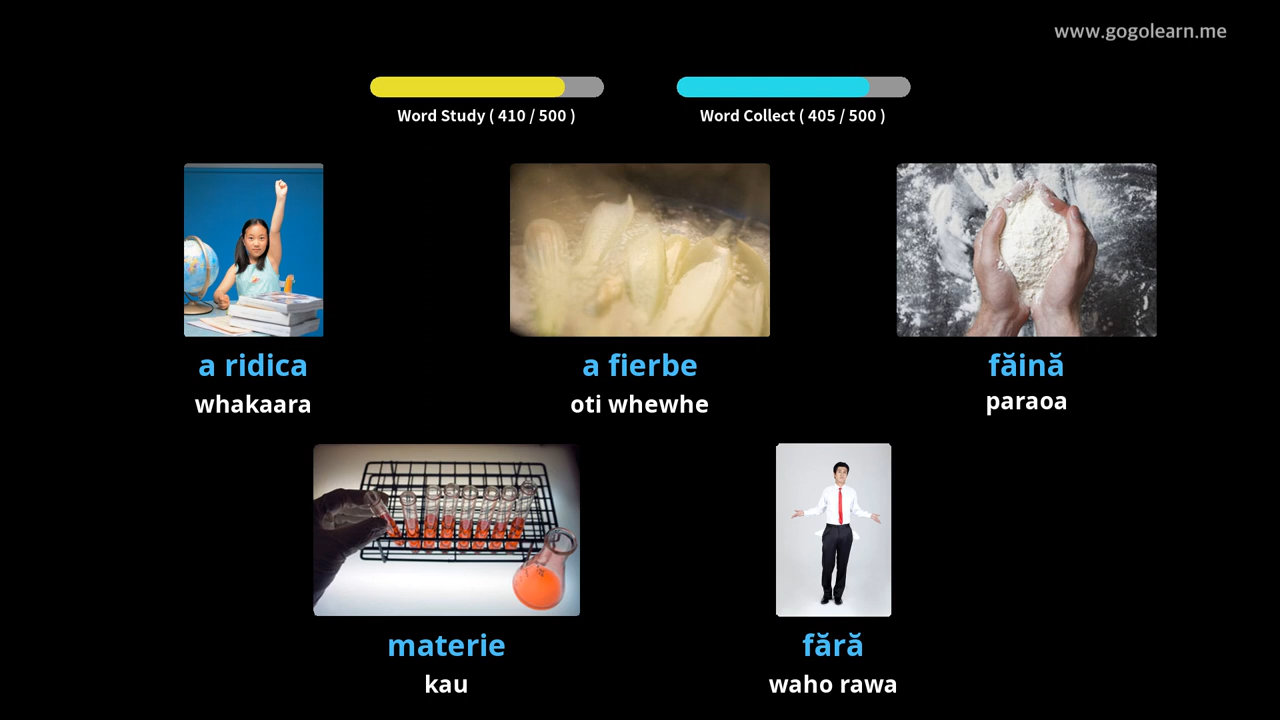 www.gogolearn.me
Word Study ( 410 / 500 )
Word Collect ( 405 / 500 )
a ridica
whakaara
a fierbe
oti whewhe
făină
paraoa
materie
kau
fără
waho rawa